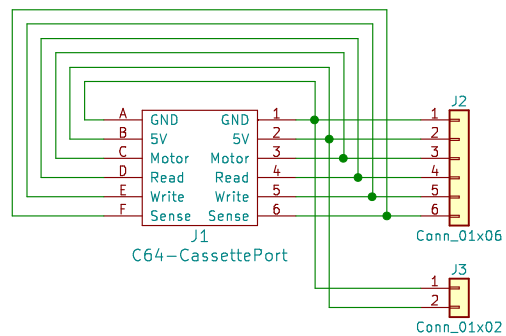 J2
A GND GND 1 1
B 5V 5V 2 2
C Motor Motor 3 3
D Read Read 4 4
E Write Write 5 5
F Sense Sense 6 6
J1
Conn_01x06
C64-CassettePort
J3
1
2
Conn_01x02